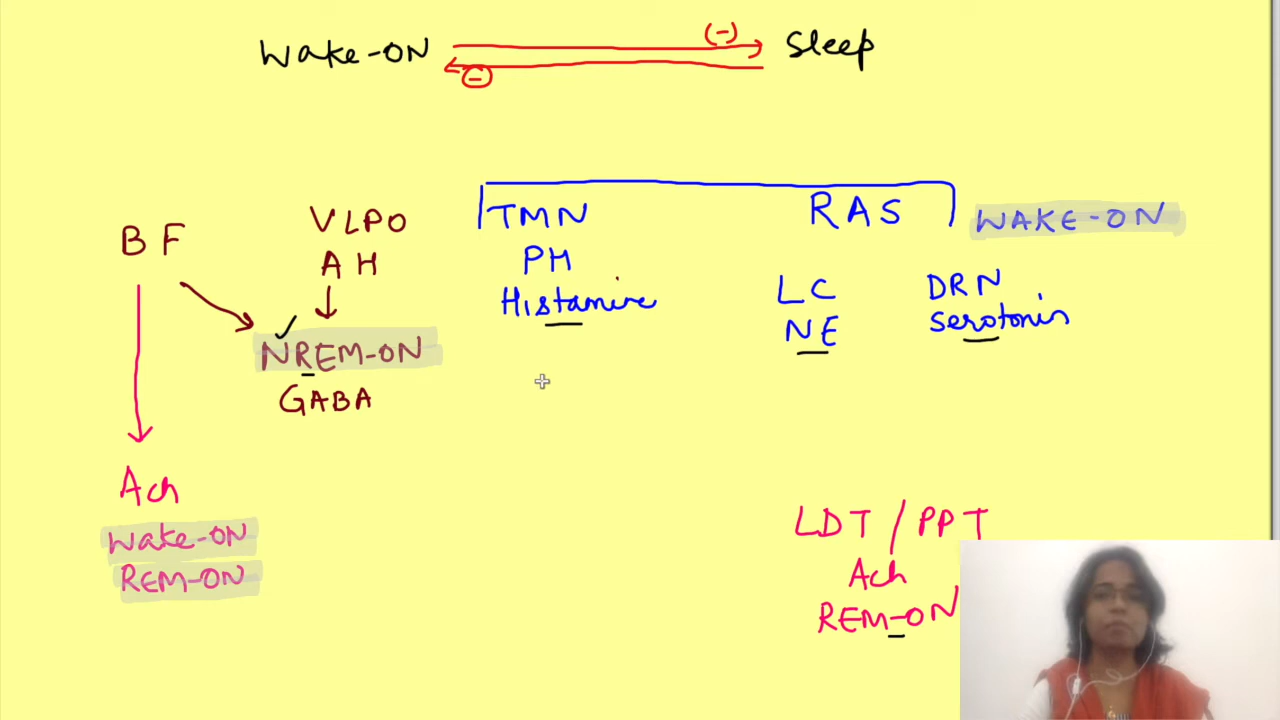 Wake-ON (-) Sleep
-
BF
VLPO
AH
NREM-ON
GABA
Ach
Wake-ON
REM-ON
TMN
PH
Histamine
RAS
WAKE-ON
LC
NE
DRN
Serotonin
LDT / PPT
Ach
REM-ON